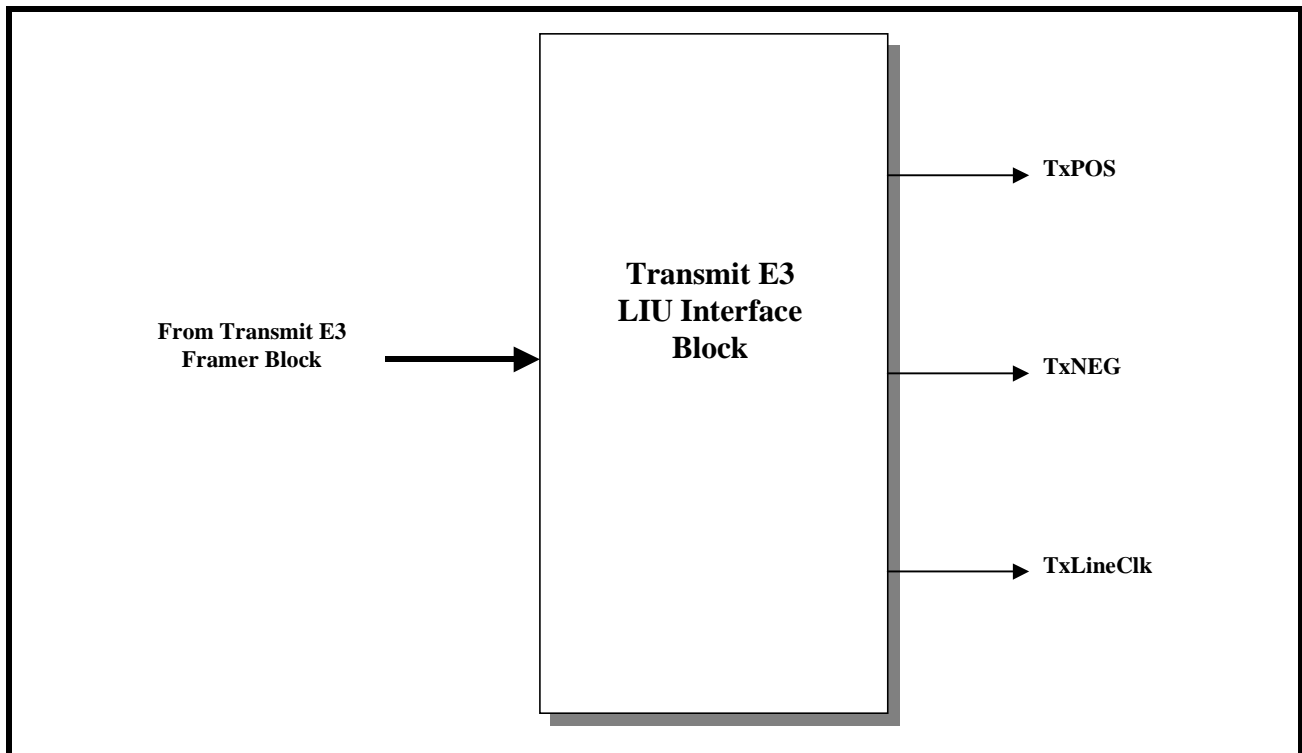 From Transmit E3
Framer Block
Transmit E3
LIU Interface
Block
TxPOS
TxNEG
TxLineClk